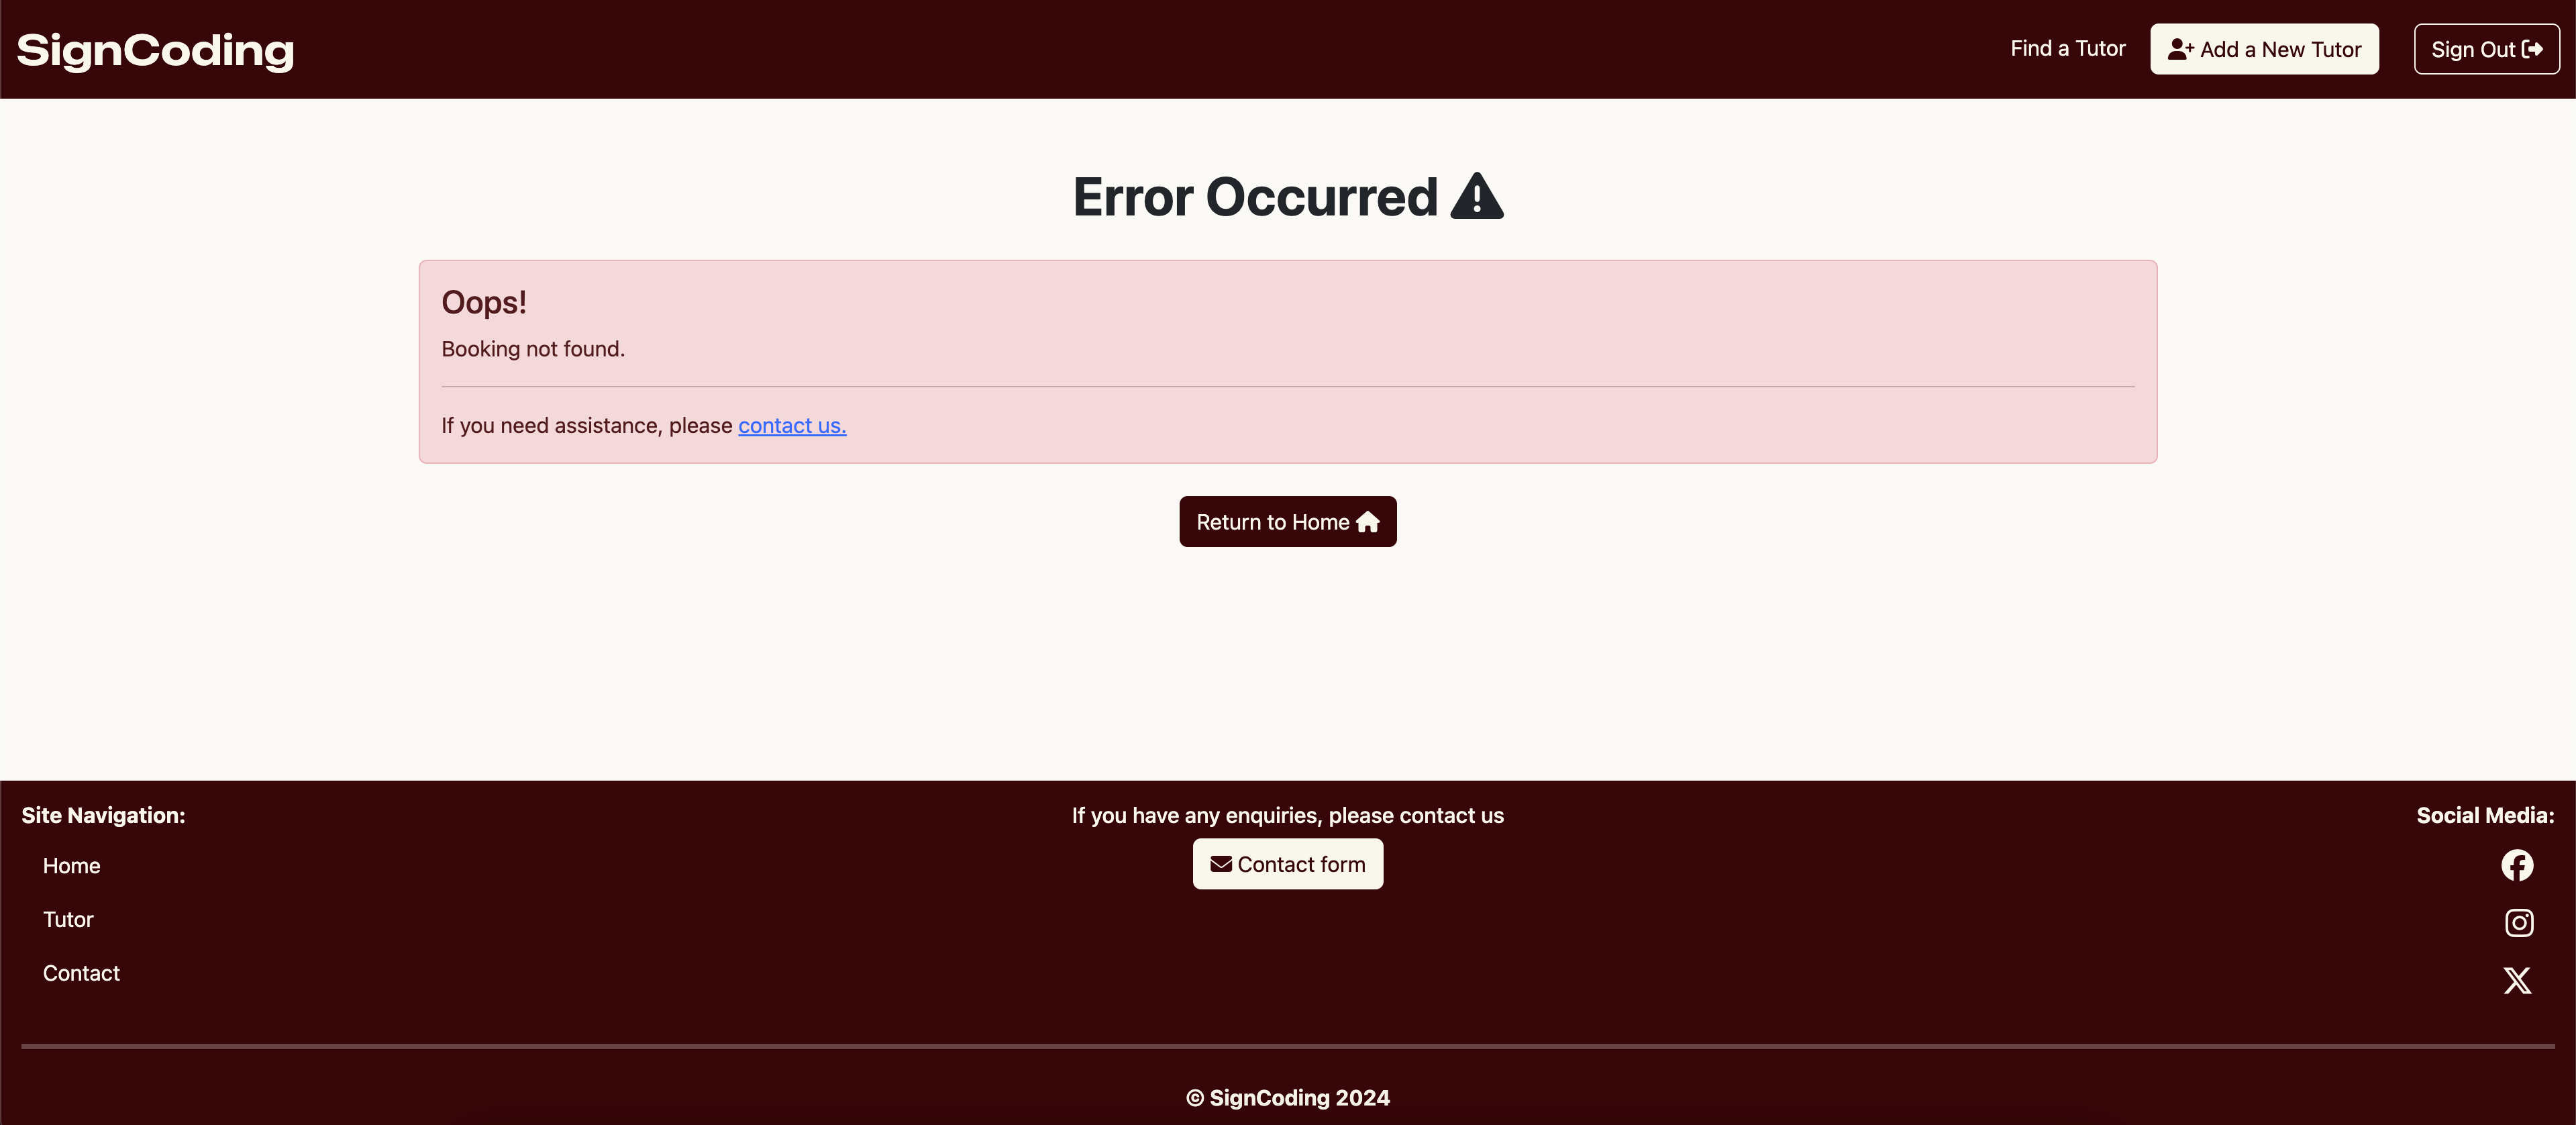 SignCoding
Find a Tutor
Add a New Tutor
Sign Out
Error Occurred
Oops!
Booking not found.
If you need assistance, please contact us.
Return to Home
Site Navigation:
Home
Tutor
Contact
If you have any enquiries, please contact us
Contact form
Social Media:
© SignCoding 2024